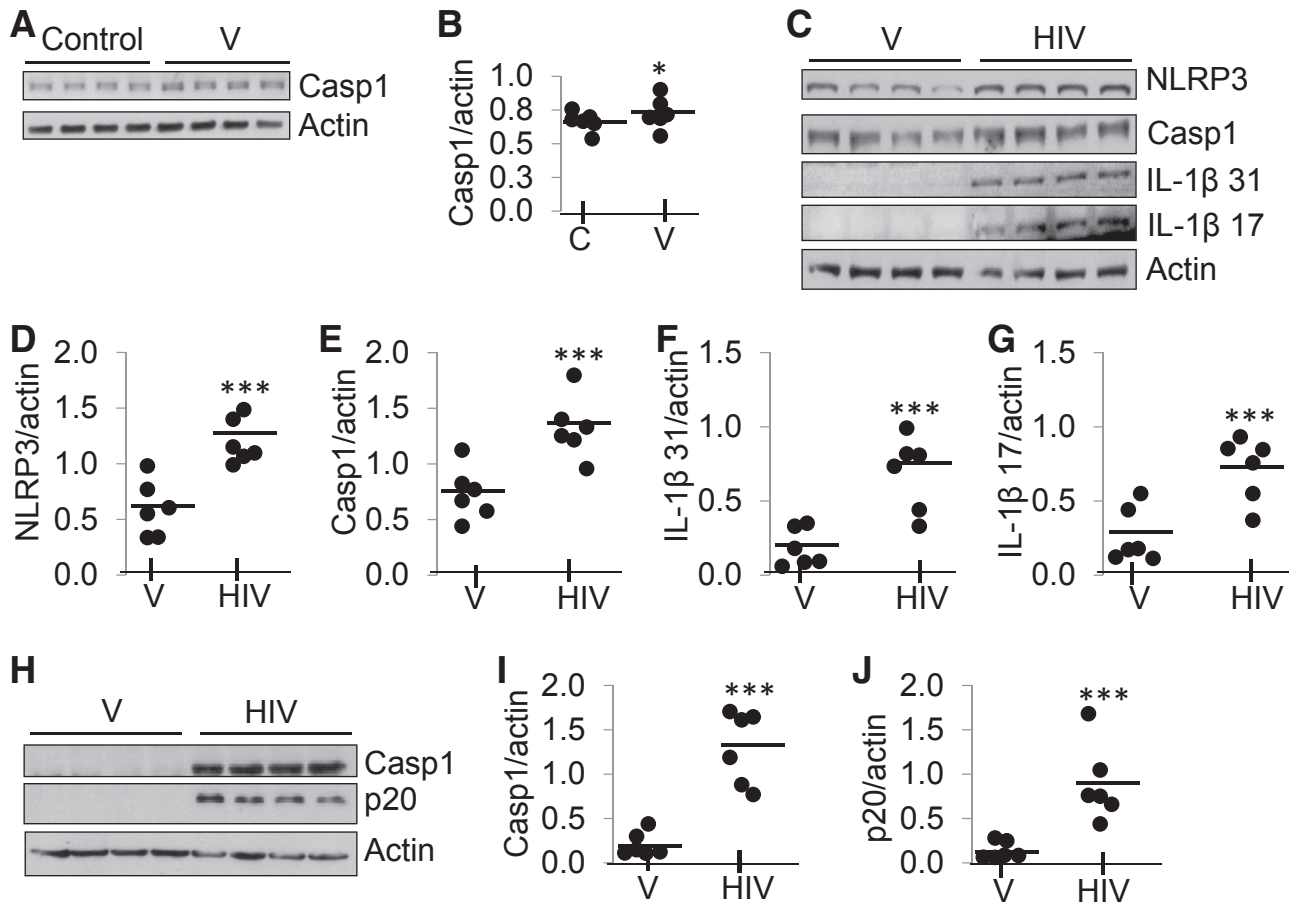 A
Control V
Casp1
Actin
B
*
1.0
0.8
0.5
0.3
0.0
Casp1/actin
C V
C
V HIV
NLRP3
Casp1
IL-1β 31
IL-1β 17
Actin
D
2.0
1.5
1.0
0.5
0.0
NLRP3/actin
***
V HIV
E
2.0
1.5
1.0
0.5
0.0
Casp1/actin
***
V HIV
F
1.5
1.0
0.5
0.0
IL-1β 31/actin
***
V HIV
G
1.5
1.0
0.5
0.0
IL-1β 17/actin
***
V HIV
H
V HIV
Casp1
p20
Actin
I
2.0
1.5
1.0
0.5
0.0
Casp1/actin
***
V HIV
J
2.0
1.5
1.0
0.5
0.0
p20/actin
***
V HIV